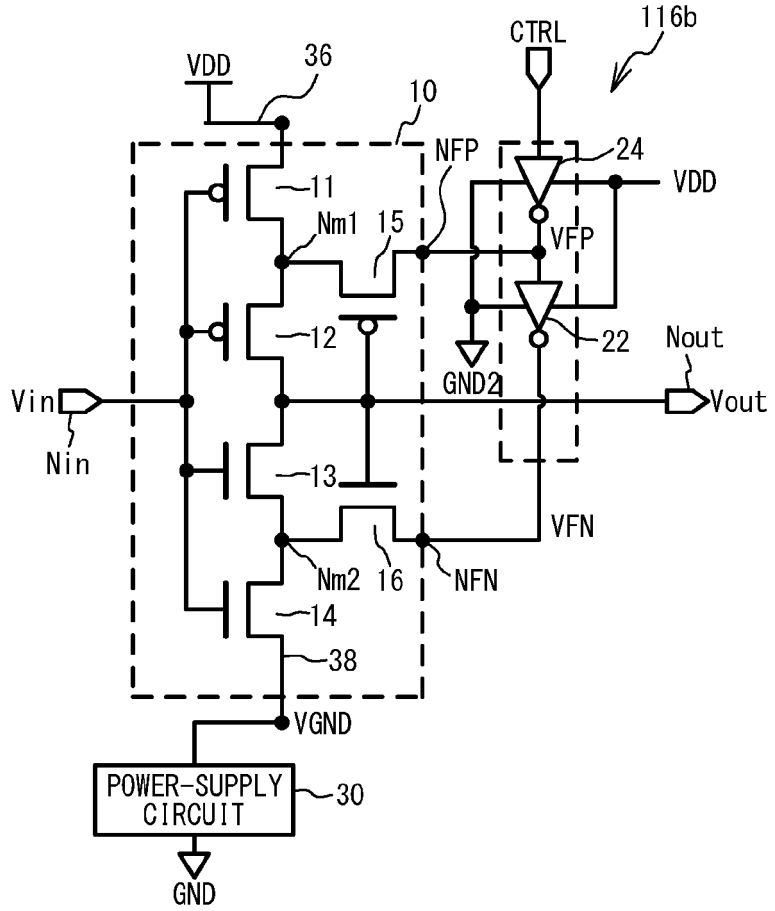 CTRL
116b
VDD
36
10
NFP
24
11
VDD
15
Nm1
VFP
12
22
GND2
Nout
Vin
Vout
Nin
13
VFN
Nm2
16
NFN
14
38
VGND
POWER-SUPPLY
CIRCUIT
30
GND